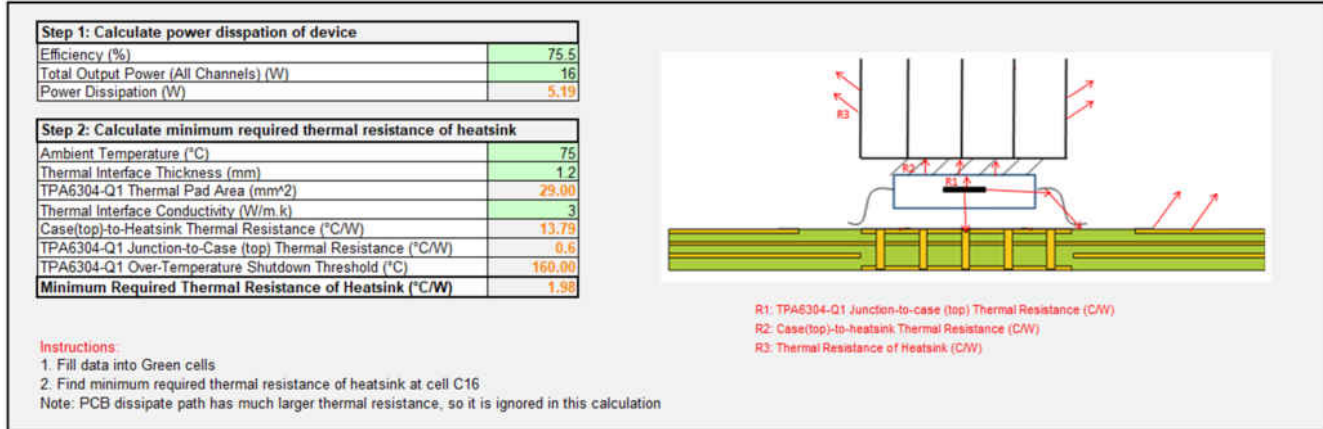 Step 1: Calculate power disspation of device
Efficiency (%) 75.5
Total Output Power (All Channels) (W) 16
Power Dissipation (W) 5.19
Step 2: Calculate minimum required thermal resistance of heatsink
Ambient Temperature (°C) 75
Thermal Interface Thickness (mm) 1.2
TPA6304-Q1 Thermal Pad Area (mm^2) 29.00
Thermal Interface Conductivity (W/m.k) 3
Case(top)-to-Heatsink Thermal Resistance (°C/W) 13.79
TPA6304-Q1 Junction-to-Case (top) Thermal Resistance (°C/W) 0.6
TPA6304-Q1 Over-Temperature Shutdown Threshold (°C) 160.00
Minimum Required Thermal Resistance of Heatsink (°C/W) 1.98
Instructions:
1. Fill data into Green cells
2. Find minimum required thermal resistance of heatsink at cell C16
Note: PCB dissipate path has much larger thermal resistance, so it is ignored in this calculation
R3
R2
R1
R1: TPA6304-Q1 Junction-to-case (top) Thermal Resistance (C/W)
R2: Case(top)-to-heatsink Thermal Resistance (C/W)
R3: Thermal Resistance of Heatsink (C/W)